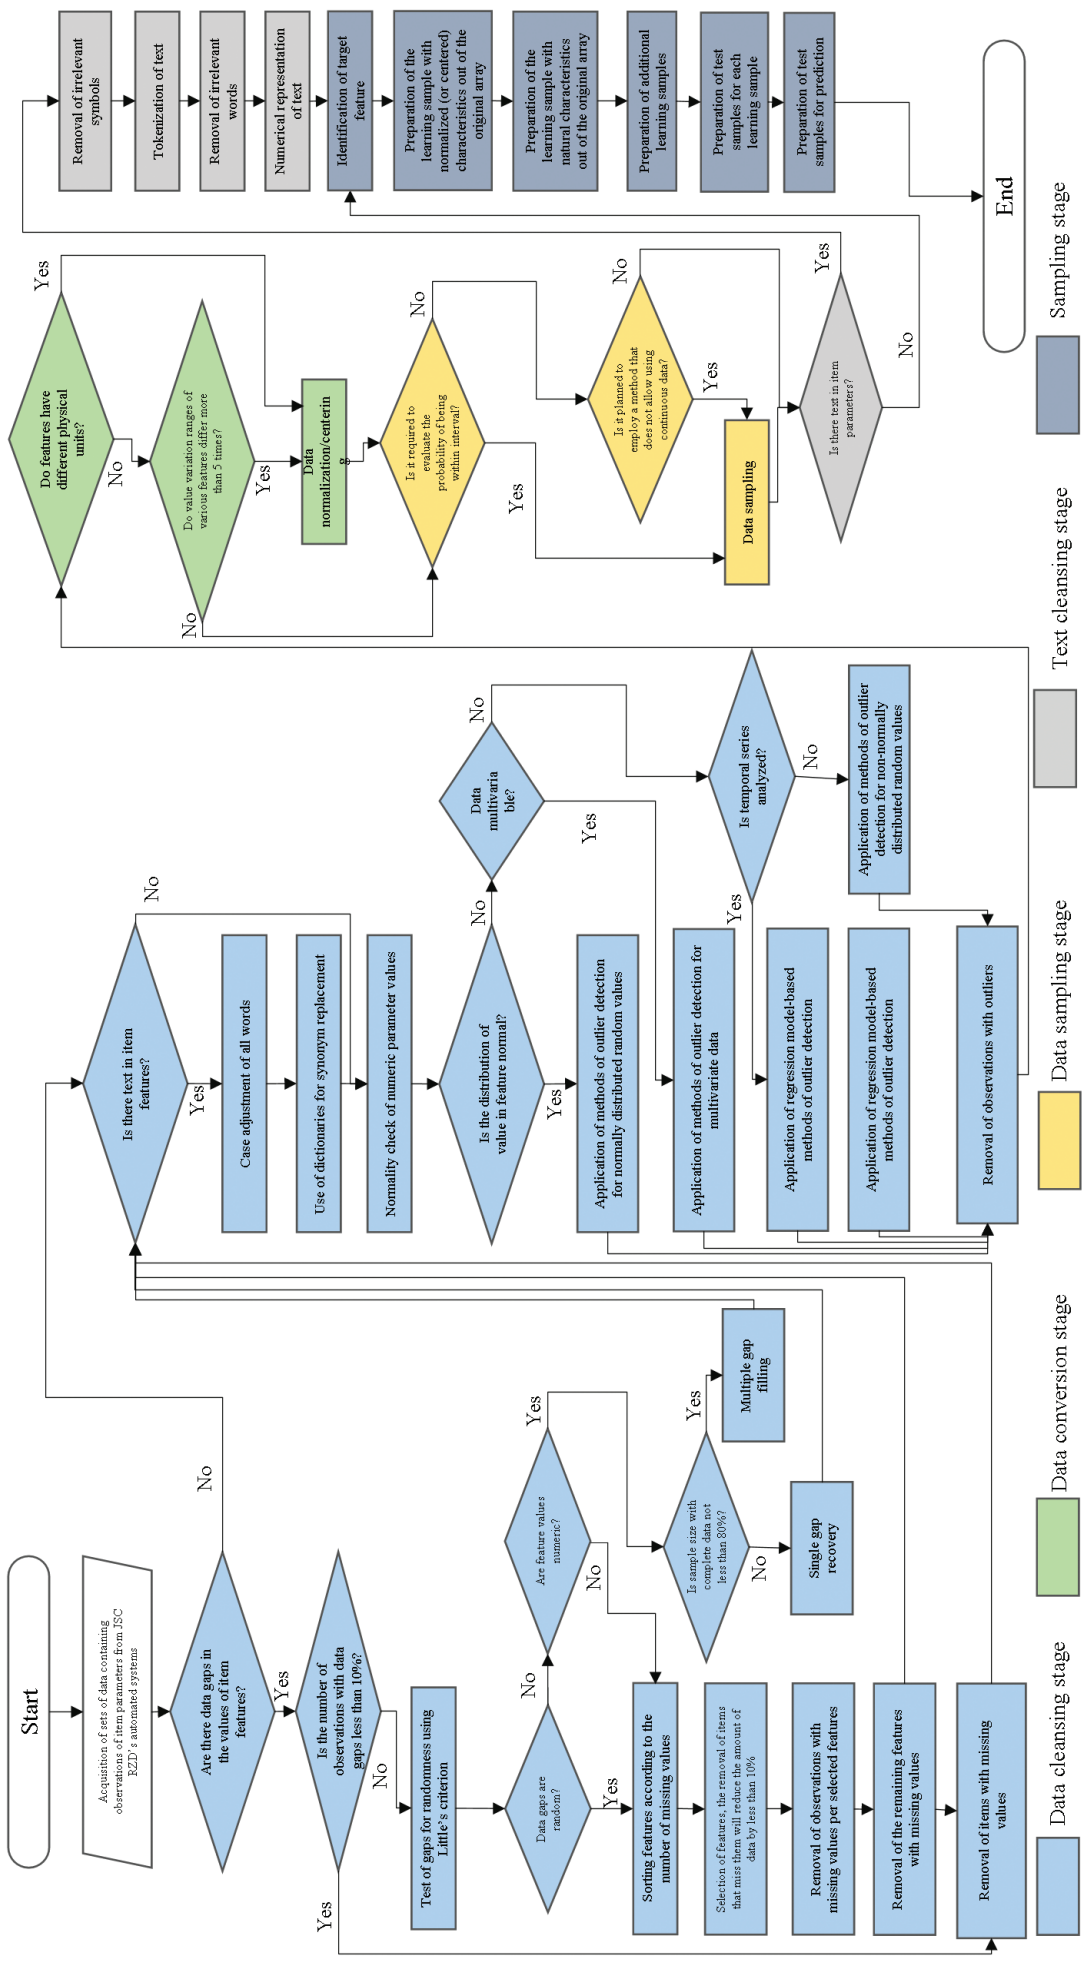 Start
Acquisition of sets of data containing
observations of item parameters from JSC
RZD's automated systems
Are there data gaps in
the values of item
features?
No
Yes
Is the number of
observations with data
gaps less than 10%?
Yes
No
Test of gaps for randomness using
Little's criterion
Data gaps are
random?
No
Yes
Are feature values
numeric?
Yes
No
Sorting features according to the
number of missing values
Is sample size with
complete data not
less than 80%?
Yes
No
Multiple gap
filling
Single gap
recovery
Selection of features, the removal of items
that miss them will reduce the amount of
data by less than 10%
Removal of observations with
missing values per selected features
Removal of the remaining features
with missing values
Removal of items with missing
values
Is there text in item
features?
No
Yes
Case adjustment of all words
Use of dictionaries for synonym replacement
Normality check of numeric parameter values
Is the distribution of
value in feature normal?
No
Yes
Data
multivaria
ble?
No
Yes
Application of methods of outlier detection
for normally distributed random values
Application of methods of outlier detection for
multivariate data
Is temporal series
analyzed?
Yes
No
Application of regression model-based
methods of outlier detection
Application of regression model-based
methods of outlier detection
Application of methods of outlier
detection for non-normally
distributed random values
Removal of observations with outliers
Do features have
different physical
units?
Yes
No
Do value variation ranges of
various features differ more
than 5 times?
No
Yes
Data
normalization/centerin
g
Is it required to
evaluate the
probability of being
within interval?
No
Yes
Is it planned to
employ a method that
does not allow using
continuous data?
No
Yes
Data sampling
Is there text in item
parameters?
Yes
No
Removal of irrelevant
symbols
Tokenization of text
Removal of irrelevant
words
Numerical representation
of text
Identification of target
feature
Preparation of the
learning sample with
normalized (or centered)
characteristics out of the
original array
Preparation of the
learning sample with
natural characteristics
out of the original array
Preparation of additional
learning samples
Preparation of test
samples for each
learning sample
Preparation of test
samples for prediction
End
Data cleansing stage
Data conversion stage
Data sampling stage
Text cleansing stage
Sampling stage